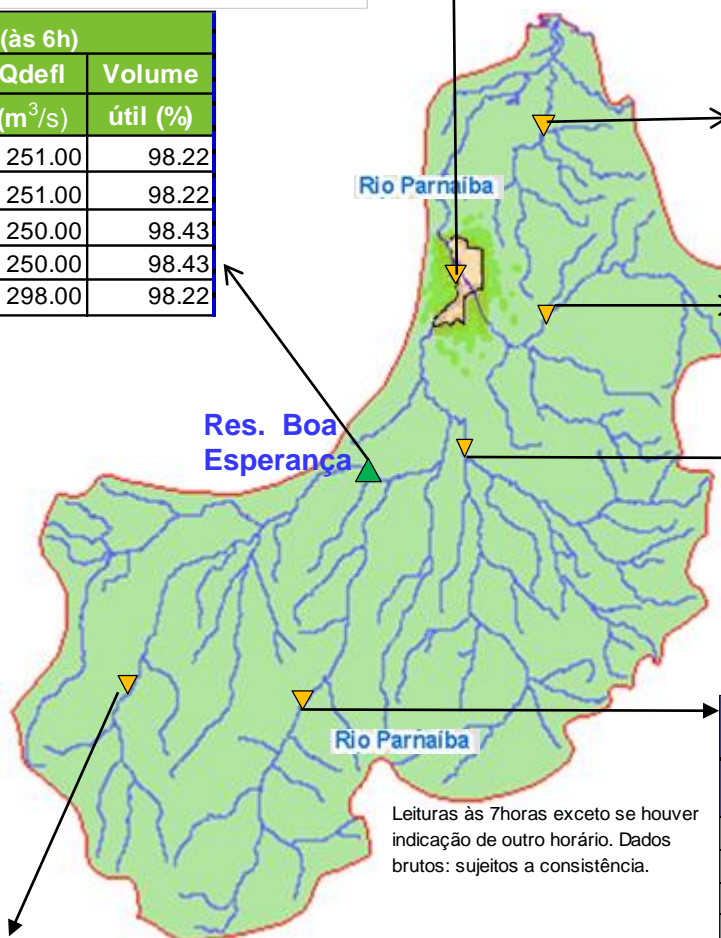 (às 6h)
Qdefl Volume
(m³/s) útil (%)
251.00 98.22
251.00 98.22
250.00 98.43
250.00 98.43
298.00 98.22
Rio Parnaíba
Res. Boa
Esperança
Rio Parnaíba
Leituras às 7horas exceto se houver
indicação de outro horário. Dados
brutos: sujeitos a consistência.